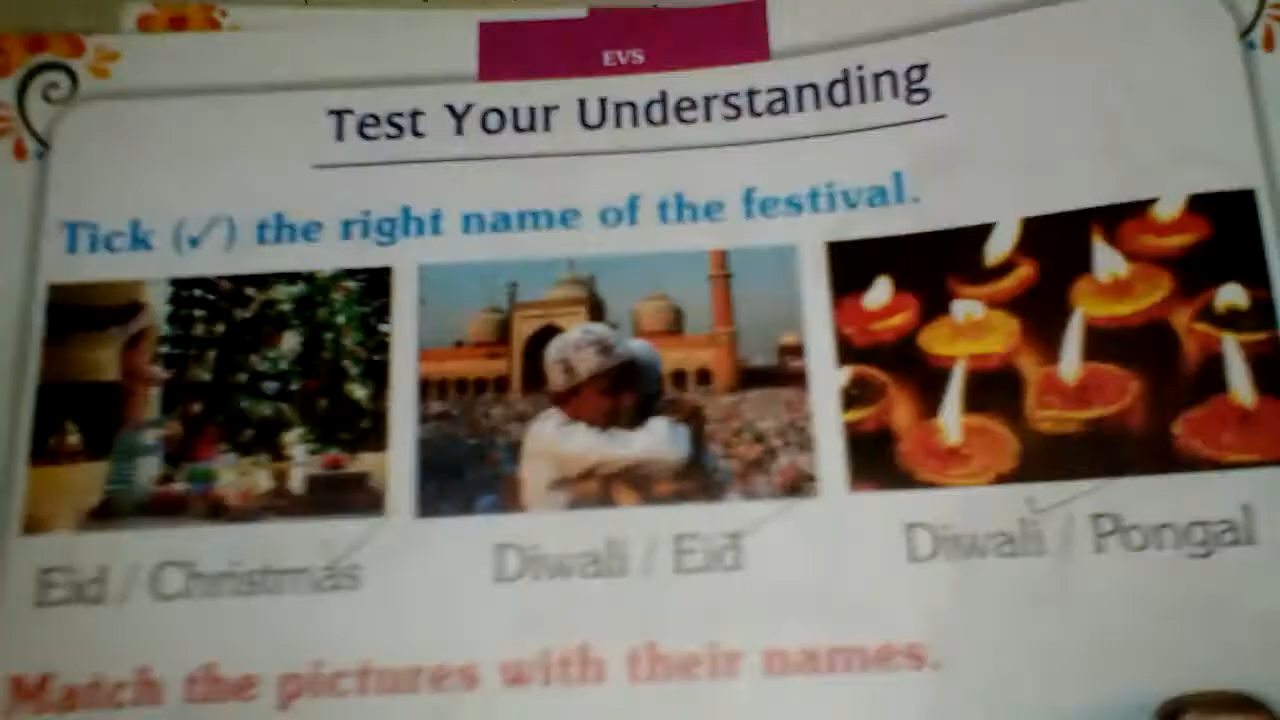 EVS
Test Your Understanding
Tick (✓) the right name of the festival.
Eid / Christmas
Diwali / Eid
Diwali / Pongal
Match the pictures with their names.